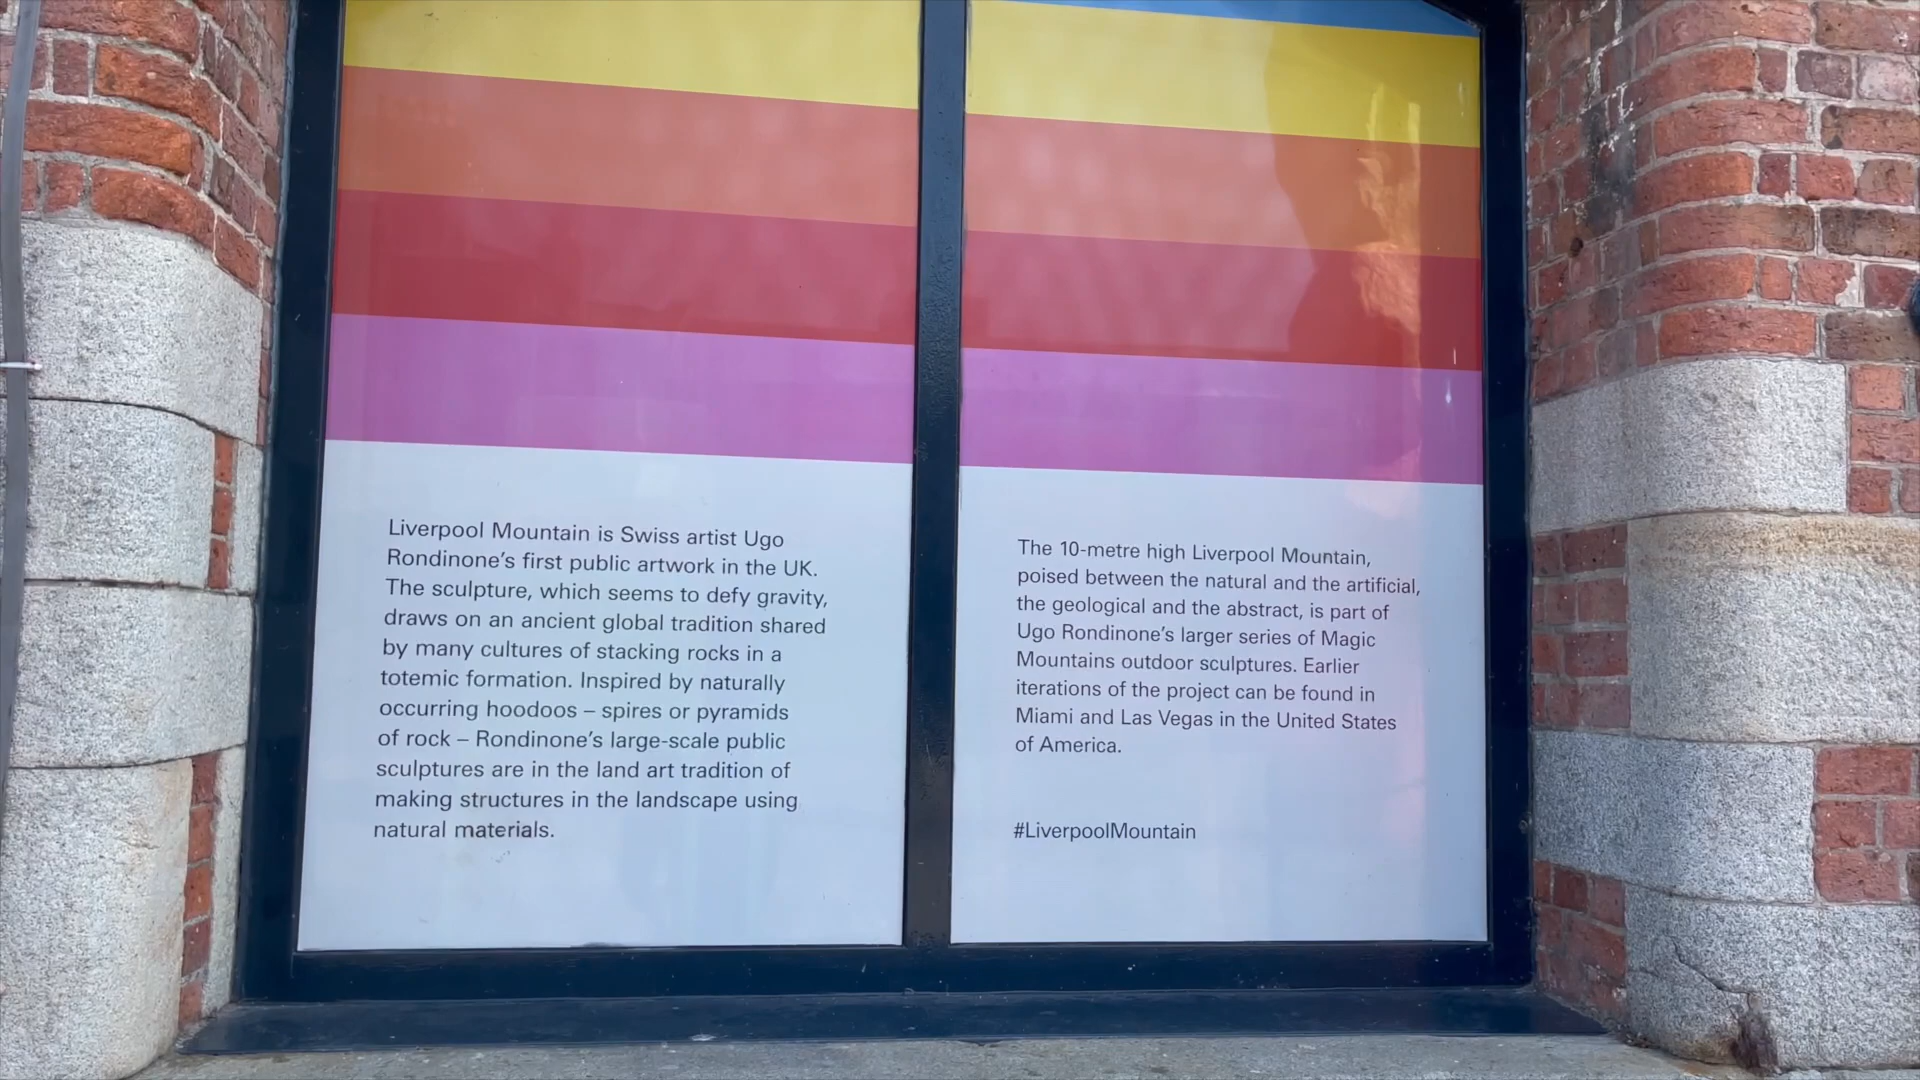 Liverpool Mountain is Swiss artist Ugo
Rondinone's first public artwork in the UK.
The sculpture, which seems to defy gravity,
draws on an ancient global tradition shared
by many cultures of stacking rocks in a
totemic formation. Inspired by naturally
occurring hoodoos – spires or pyramids
of rock – Rondinone's large-scale public
sculptures are in the land art tradition of
making structures in the landscape using
natural materials.
The 10-metre high Liverpool Mountain,
poised between the natural and the artificial,
the geological and the abstract, is part of
Ugo Rondinone's larger series of Magic
Mountains outdoor sculptures. Earlier
iterations of the project can be found in
Miami and Las Vegas in the United States
of America.
#LiverpoolMountain